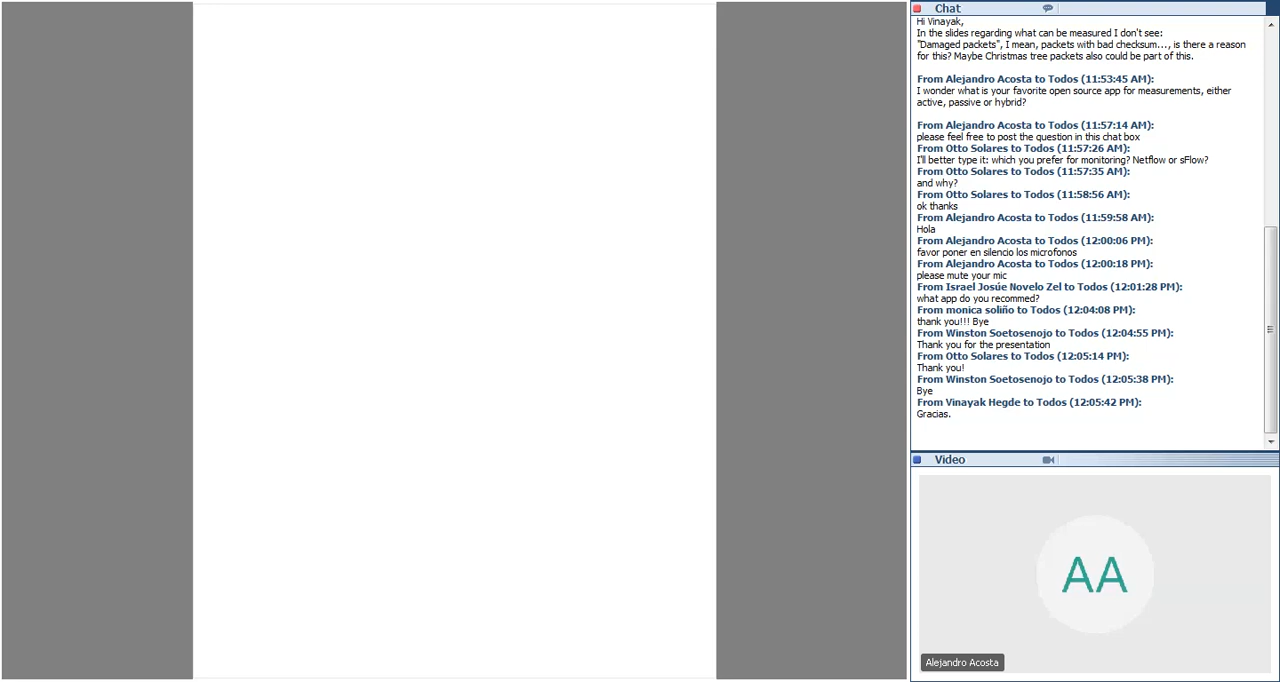 Chat
Hi Vinayak,
In the slides regarding what can be measured I don't see:
"Damaged packets", I mean, packets with bad checksum..., is there a reason
for this? Maybe Christmas tree packets also could be part of this.
From Alejandro Acosta to Todos (11:53:45 AM):
I wonder what is your favorite open source app for measurements, either
active, passive or hybrid?
From Alejandro Acosta to Todos (11:57:14 AM):
please feel free to post the question in this chat box
From Otto Solares to Todos (11:57:26 AM):
I'll better type it: which you prefer for monitoring? Netflow or sFlow?
From Otto Solares to Todos (11:57:35 AM):
and why?
From Otto Solares to Todos (11:58:56 AM):
ok thanks
From Alejandro Acosta to Todos (11:59:58 AM):
Hola
From Alejandro Acosta to Todos (12:00:06 PM):
favor poner en silencio los microfonos
From Alejandro Acosta to Todos (12:00:18 PM):
please mute your mic
From Israel Josúe Novelo Zel to Todos (12:01:28 PM):
what app do you recommed?
From monica soliño to Todos (12:04:08 PM):
thank you!!! Bye
From Winston Soetosenojo to Todos (12:04:55 PM):
Thank you for the presentation
From Otto Solares to Todos (12:05:14 PM):
Thank you!
From Winston Soetosenojo to Todos (12:05:38 PM):
Bye
From Vinayak Hegde to Todos (12:05:42 PM):
Gracias.
Video
AA
Alejandro Acosta